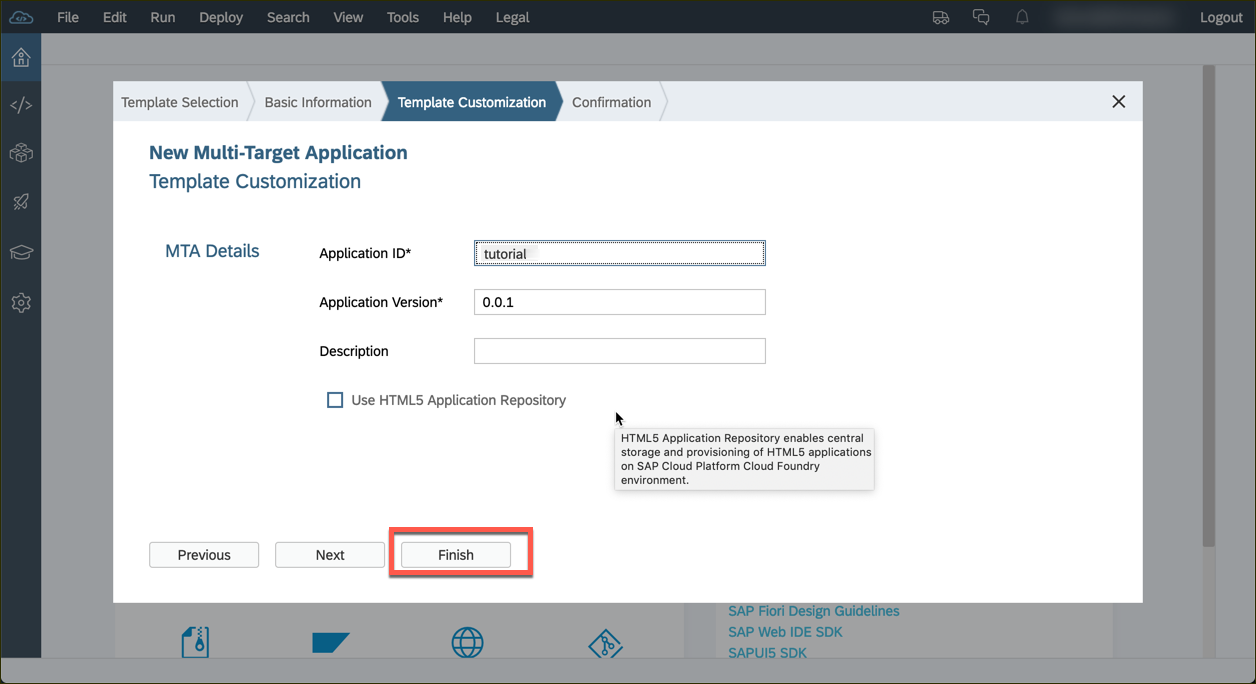 File Edit Run Deploy Search View Tools Help Legal Logout
Template Selection Basic Information Template Customization Confirmation
New Multi-Target Application
Template Customization
MTA Details
Application ID* tutorial
Application Version* 0.0.1
Description
Use HTML5 Application Repository
HTML5 Application Repository enables central
storage and provisioning of HTML5 applications
on SAP Cloud Platform Cloud Foundry
environment.
Previous Next Finish
SAP Fiori Design Guidelines
SAP Web IDE SDK
SAPUI5 SDK